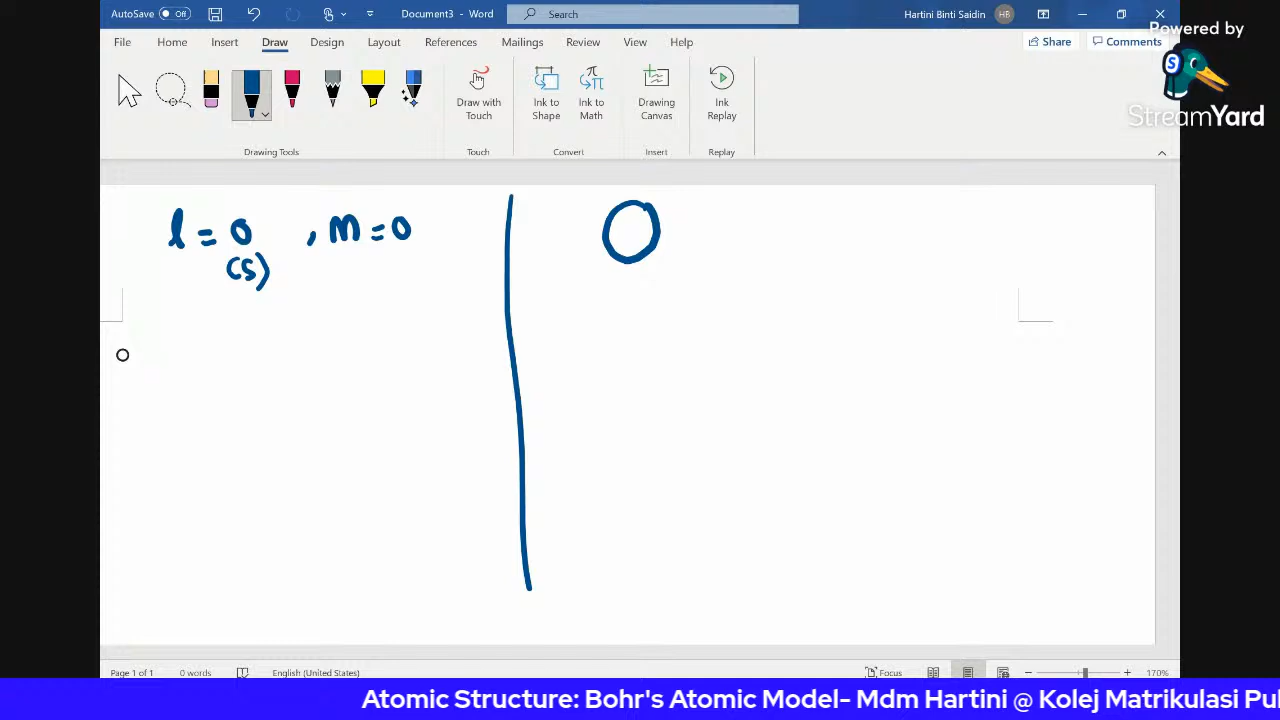 AutoSave Off Document3 - Word Search Hartini Binti Saidin HB
Powered by
StreamYard
File Home Insert Draw Design Layout References Mailings Review View Help Share Comments
Draw with Touch
Ink to Shape
Ink to Math
Drawing Canvas
Ink Replay
Drawing Tools Touch Convert Insert Replay
l = 0 , m = 0
(s)
Page 1 of 1 0 words English (United States) Focus 170%
Atomic Structure: Bohr's Atomic Model- Mdm Hartini @ Kolej Matrikulasi Pul